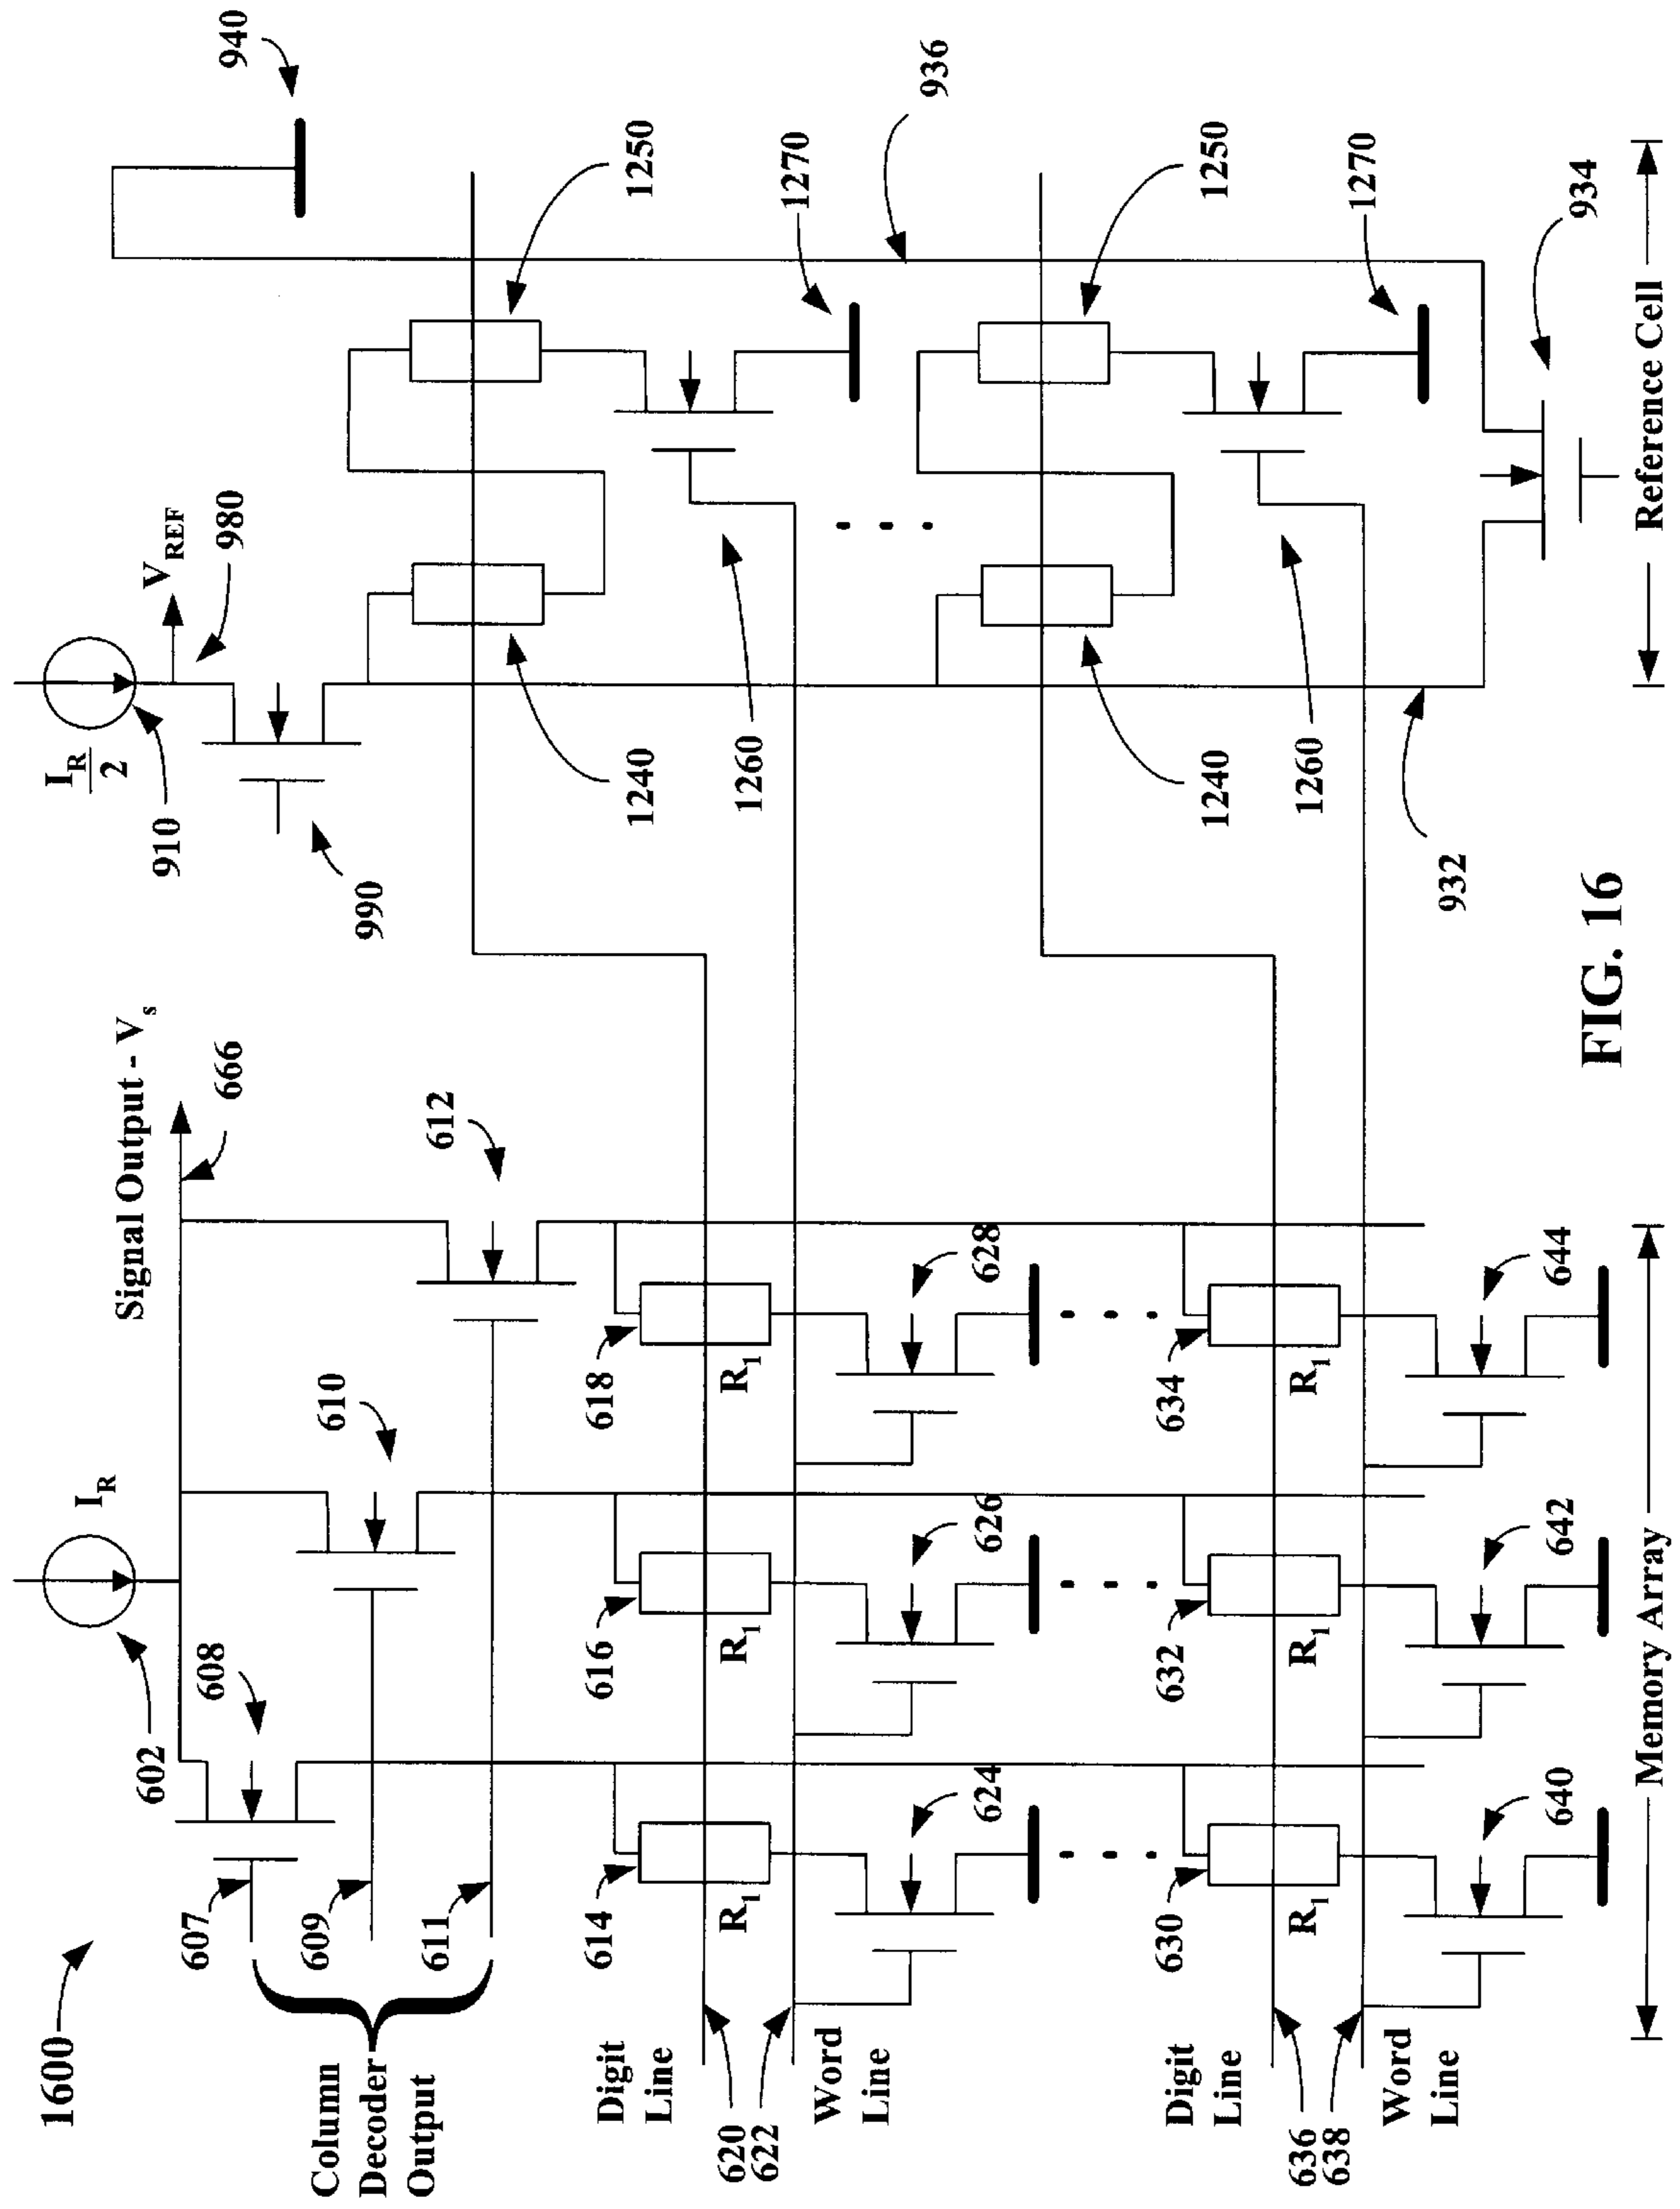 1600
Column
Decoder
Output
607
609
611
602
I_R
608
610
612
Signal Output - V_s
666
Digit
Line
620
622
Word
Line
614
R_1
616
R_1
618
R_1
624
626
628
Digit
Line
636
638
Word
Line
630
R_1
632
R_1
634
R_1
640
642
644
Memory Array
I_R
2
910
V_REF
980
990
940
936
1240
1250
1260
1270
1240
1250
1260
1270
932
934
Reference Cell
FIG. 16